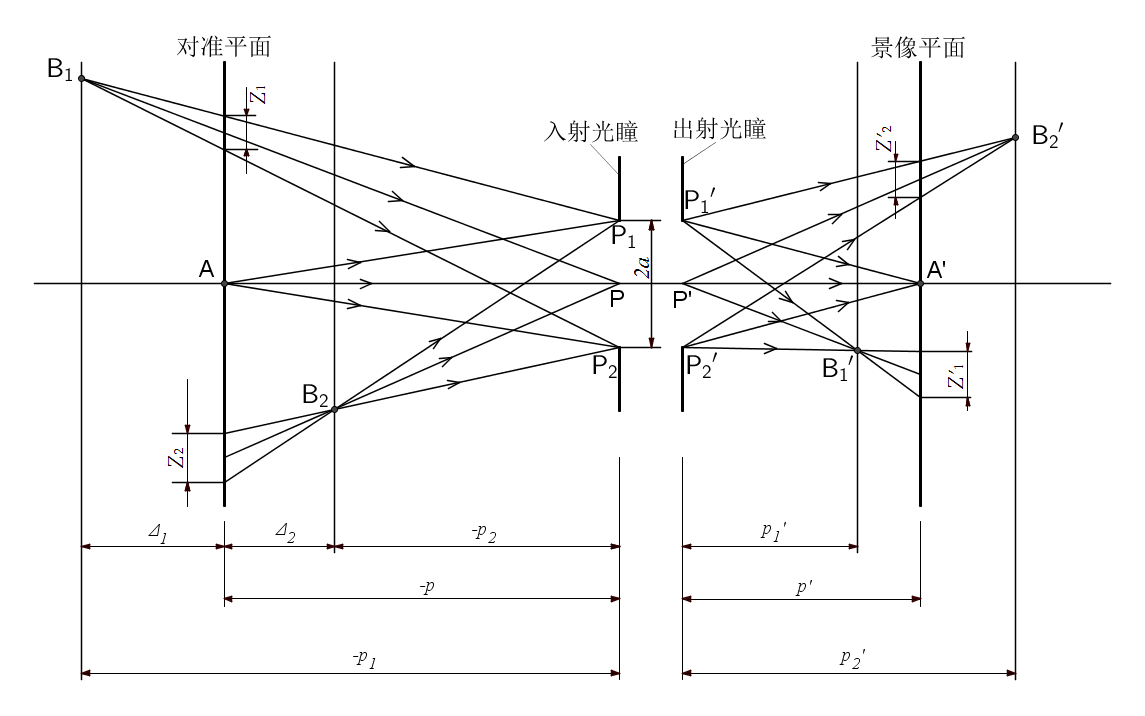 对准平面
景像平面
B₁
Z₁
入射光瞳
出射光瞳
Z′₂
B₂′
P₁′
P₁
A
2a
A'
P
P'
P₂
P₂′
B₁′
Z′₁
B₂
Z₂
Δ₁
Δ₂
-p₂
p₁'
-p
p'
-p₁
p₂'